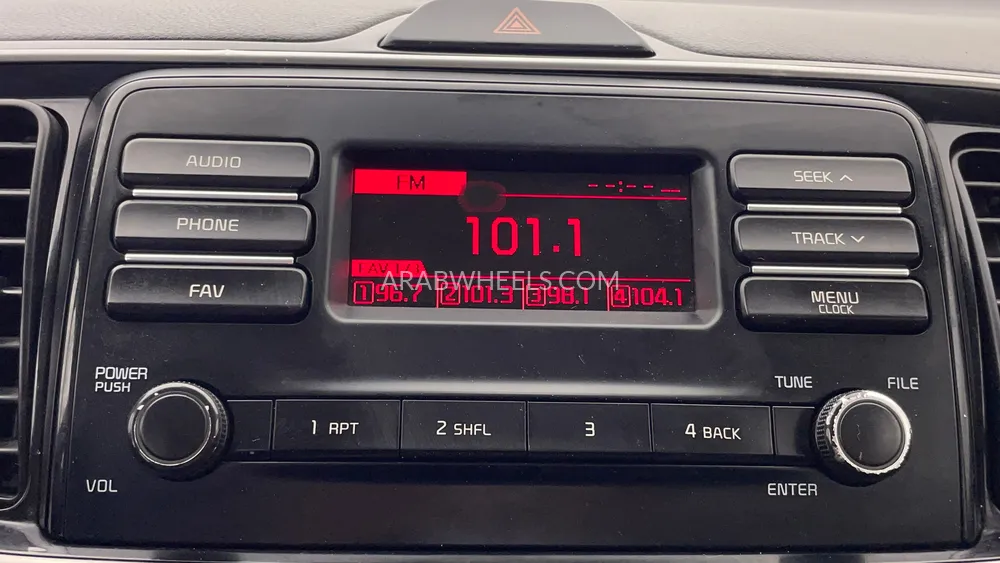 AUDIO
PHONE
FAV
POWER
PUSH
VOL
FM
--:-- --
101.1
FAV
ARABWHEELS.COM
1 96.7 2 101.3 3 98.1 4 104.1
SEEK
TRACK
MENU
CLOCK
TUNE
FILE
ENTER
1 RPT
2 SHFL
3
4 BACK